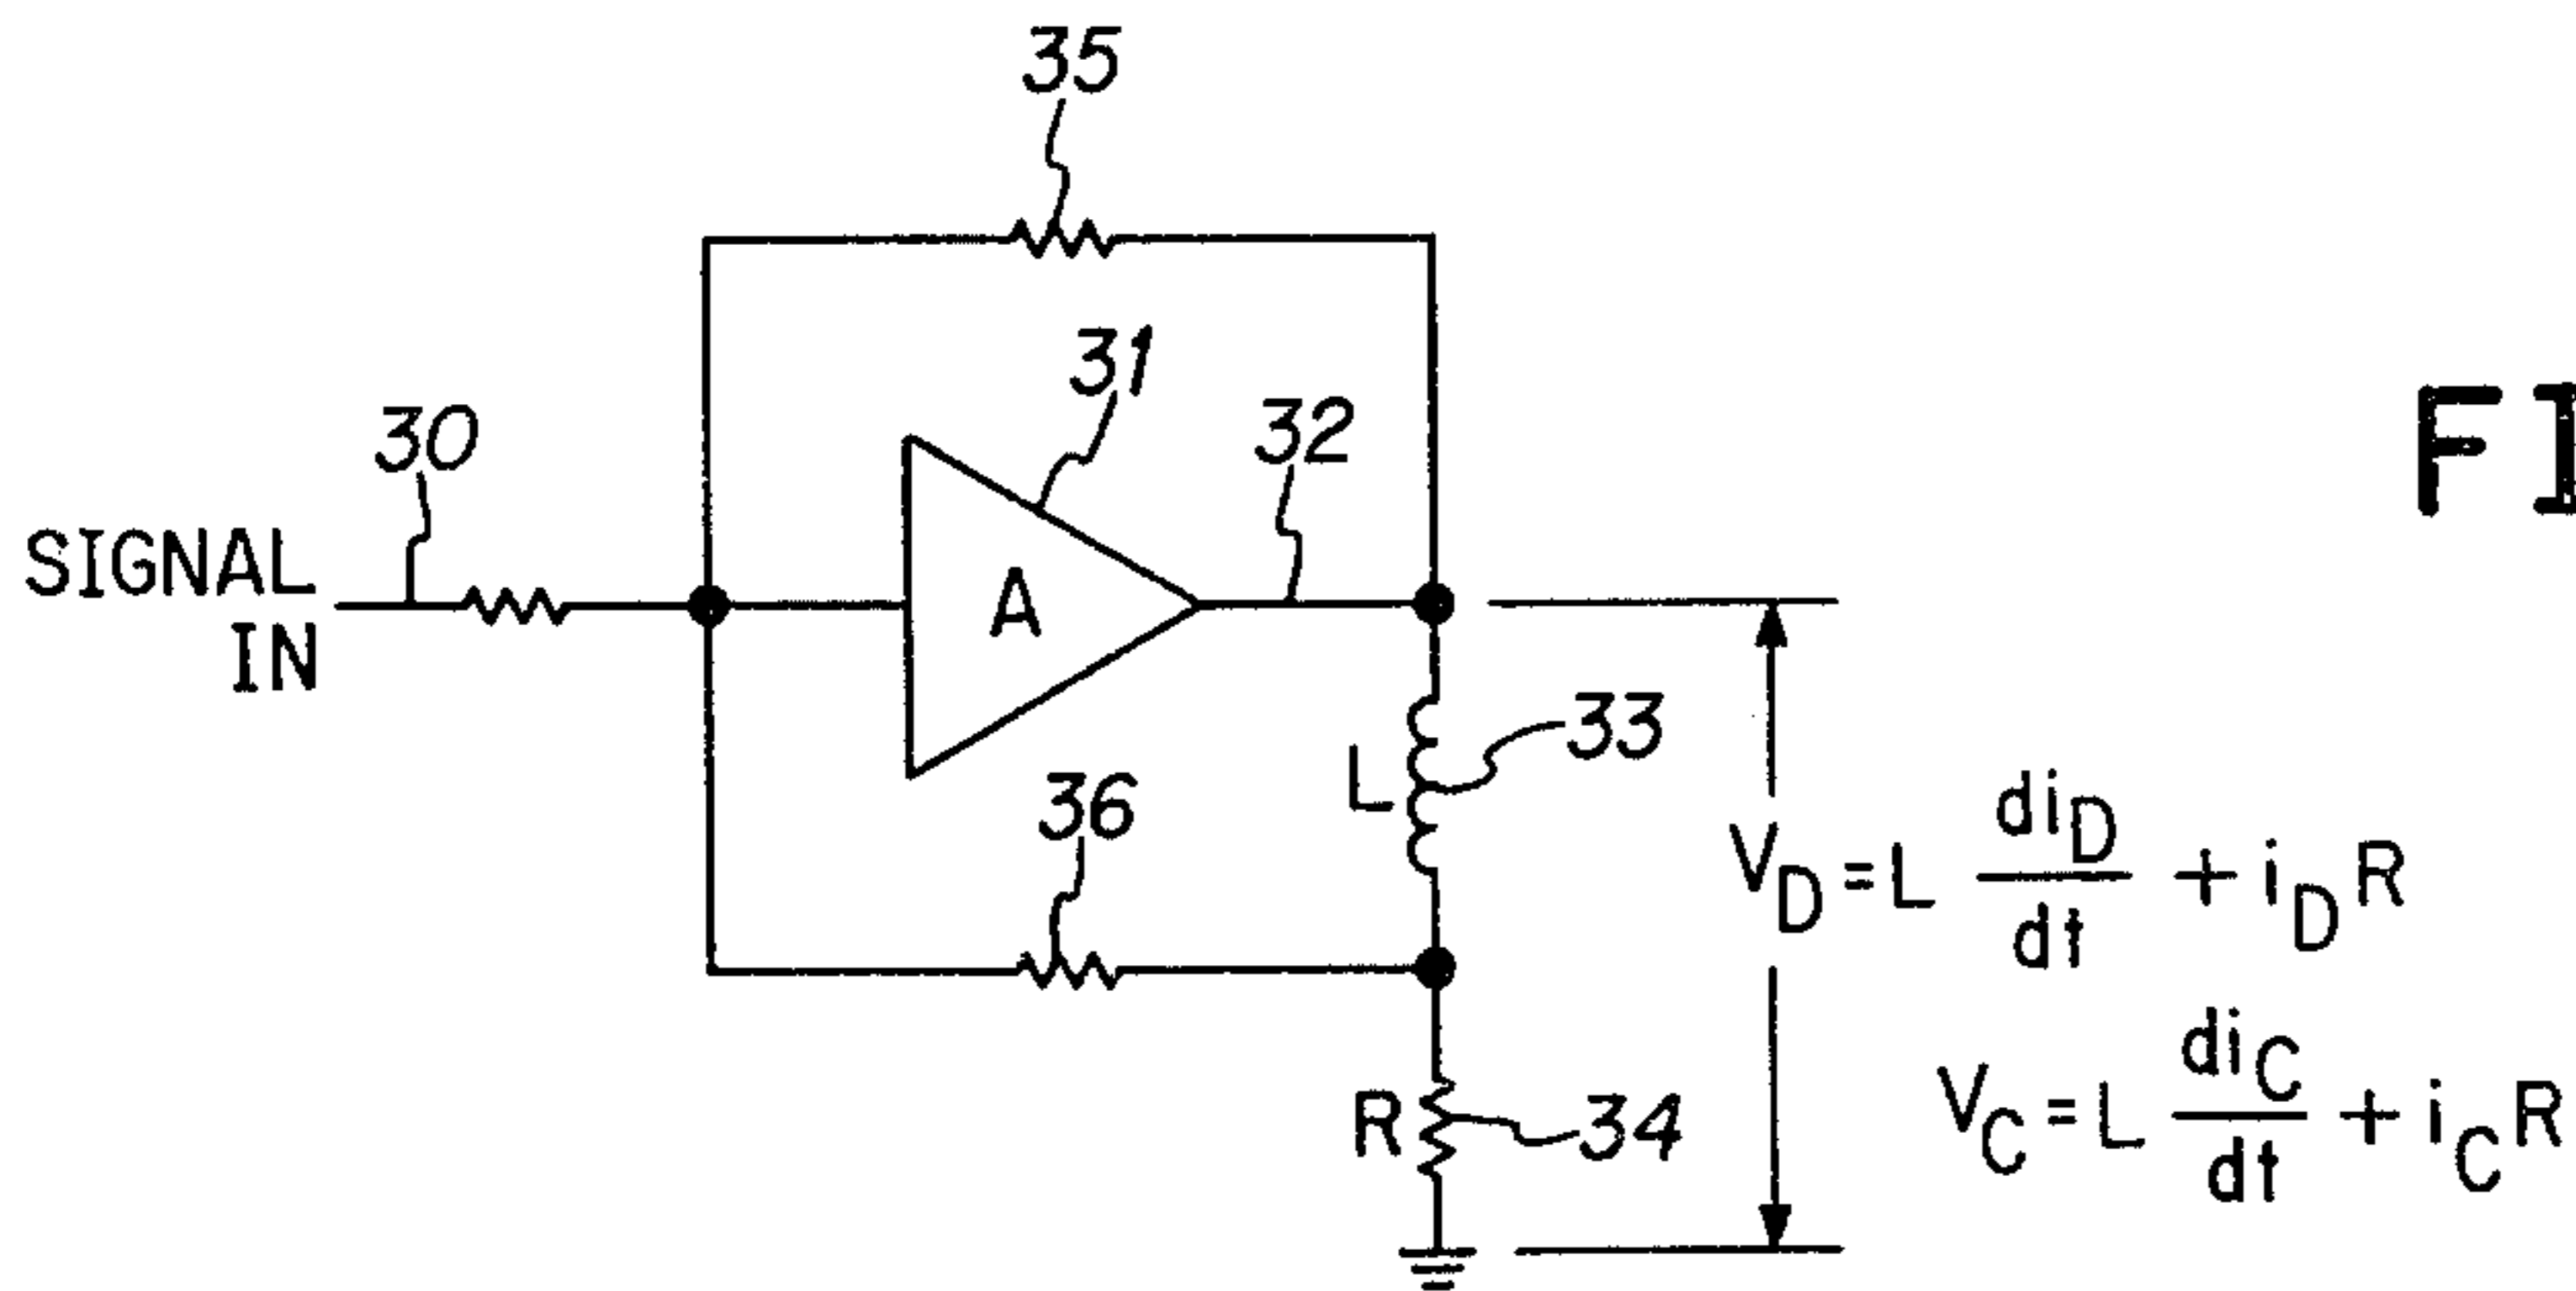 35
31
32
30
SIGNAL
IN
A
33
L
36
V_D = L di_D/dt + i_D R
V_C = L di_C/dt + i_C R
R
34